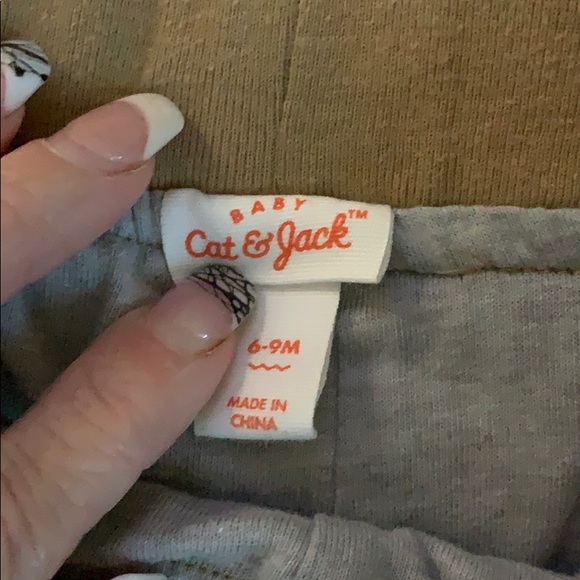 BABY
Cat & Jack™
6-9M
MADE IN
CHINA